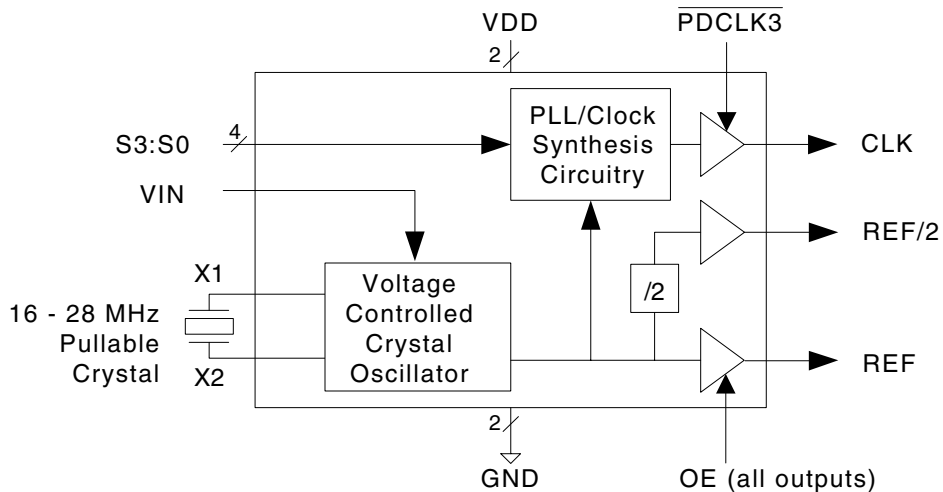 VDD
PDCLK3
2
PLL/Clock
Synthesis
Circuitry
S3:S0
4
CLK
VIN
REF/2
X1
Voltage
Controlled
Crystal
Oscillator
/2
16 - 28 MHz
Pullable
Crystal
X2
REF
2
GND
OE (all outputs)